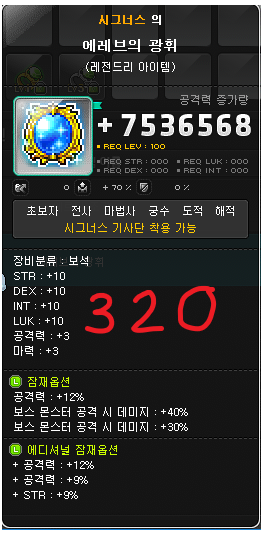 시그너스 의
에레브의 광휘
(레전드리 아이템)
공격력 증가량
+ 7536568
REQ LEV : 100
REQ STR : 000 REQ LUK : 000
REQ DEX : 000 REQ INT : 000
0 + 70 % 0
초보자 전사 마법사 궁수 도적 해적
시그너스 기사단 착용 가능
장비분류 : 보석
STR : +10
DEX : +10
INT : +10
LUK : +10
공격력 : +3
마력 : +3
320
잠재옵션
공격력 : +12%
보스 몬스터 공격 시 데미지 : +40%
보스 몬스터 공격 시 데미지 : +30%
에디셔널 잠재옵션
+ 공격력 : +12%
+ 공격력 : +9%
+ STR : +9%